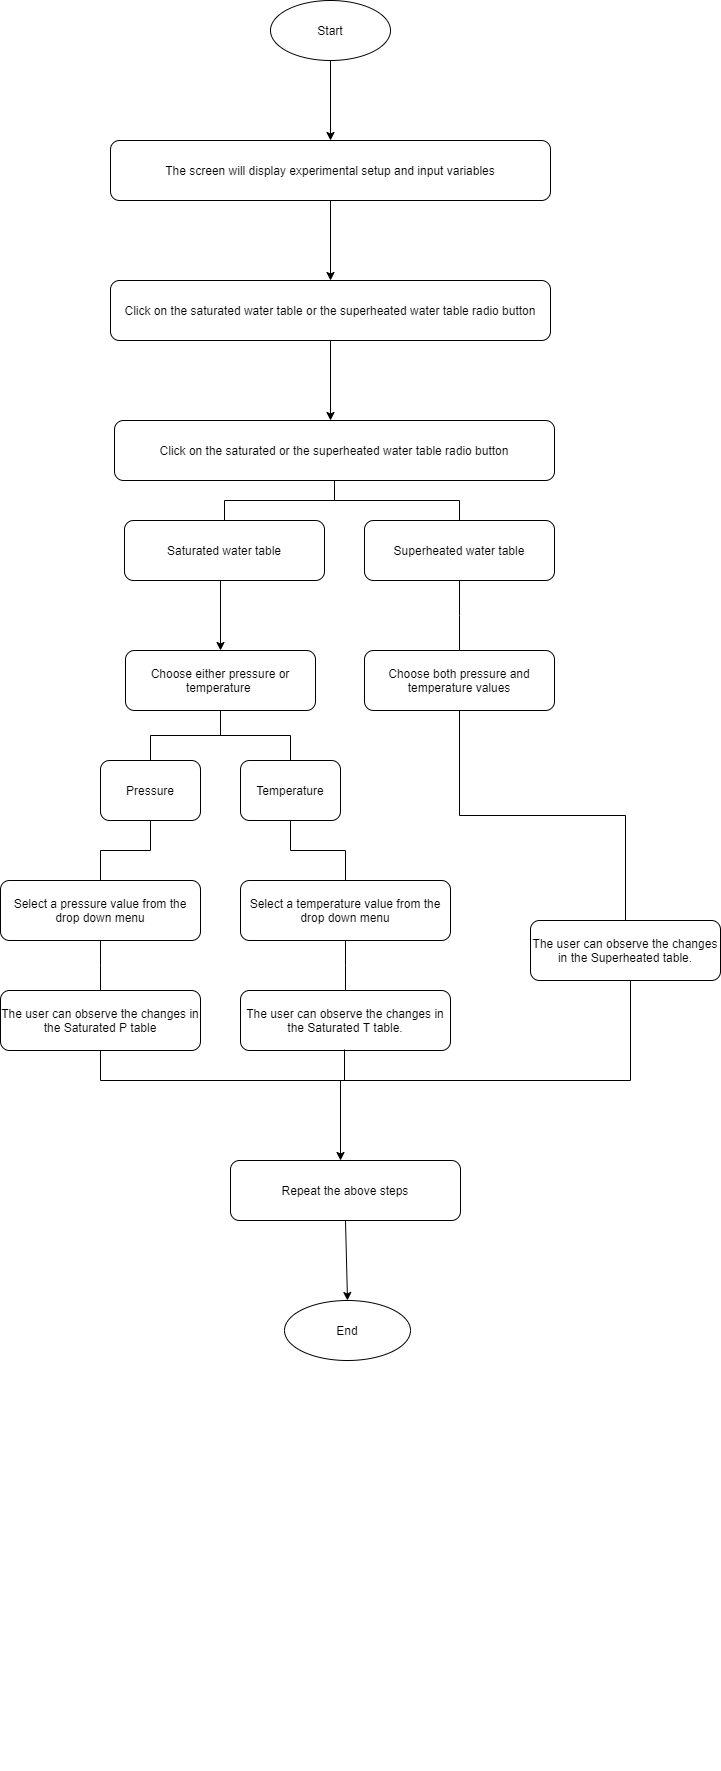 Start
The screen will display experimental setup and input variables
Click on the saturated water table or the superheated water table radio button
Click on the saturated or the superheated water table radio button
Saturated water table
Superheated water table
Choose either pressure or
temperature
Choose both pressure and
temperature values
Pressure
Temperature
Select a pressure value from the
drop down menu
Select a temperature value from the
drop down menu
The user can observe the changes
in the Superheated table.
The user can observe the changes in
the Saturated P table
The user can observe the changes in
the Saturated T table.
Repeat the above steps
End